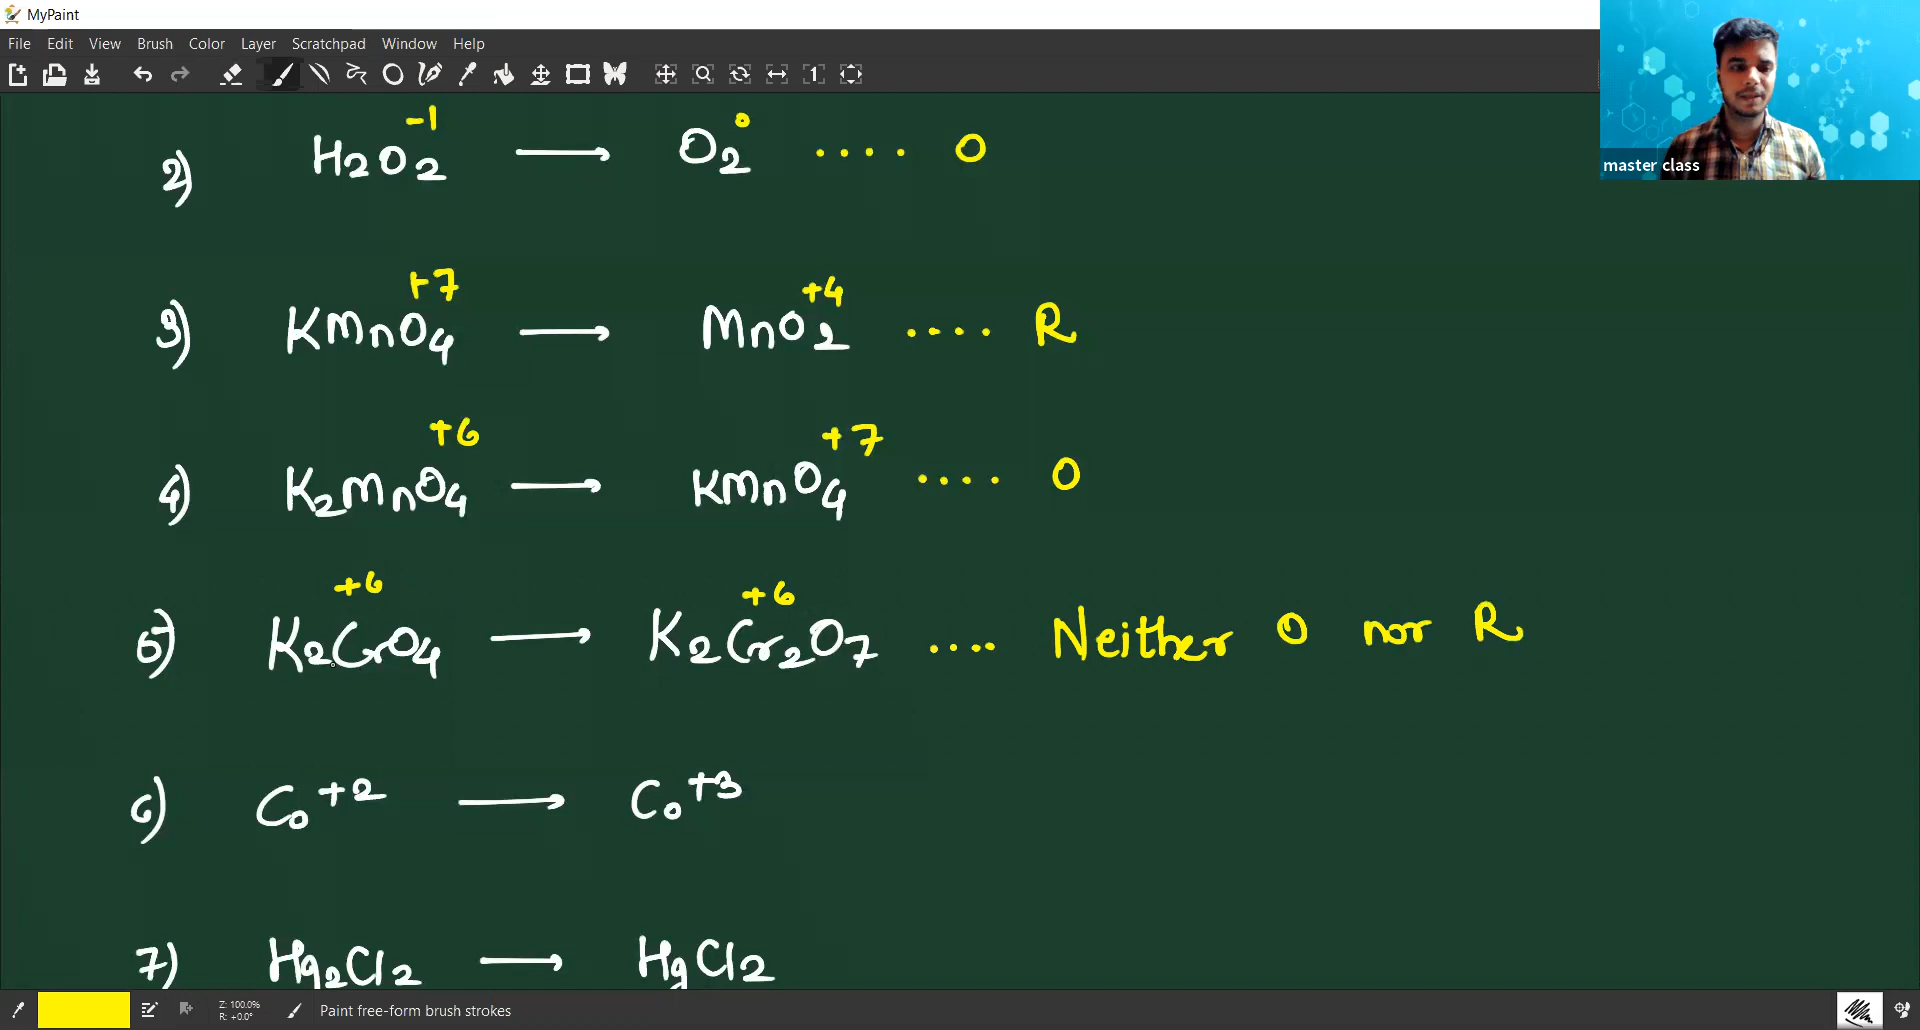 MyPaint
File Edit View Brush Color Layer Scratchpad Window Help
master class
-1 0
2) H2O2 → O2 .... O
+7 +4
3) KMnO4 → MnO2 .... R
+6 +7
4) K2MnO4 → KMnO4 .... O
+6 +6
5) K2CrO4 → K2Cr2O7 .... Neither O nor R
6) Co+2 → Co+3
7) Hg2Cl2 → HgCl2
Z: 100.0%
R: +0.0°
Paint free-form brush strokes